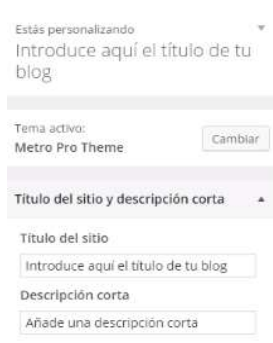 Estás personalizando
Introduce aquí el título de tu
blog
Tema activo:
Metro Pro Theme
Cambiar
Título del sitio y descripción corta
Título del sitio
Introduce aquí el título de tu blog
Descripción corta
Añade una descripción corta